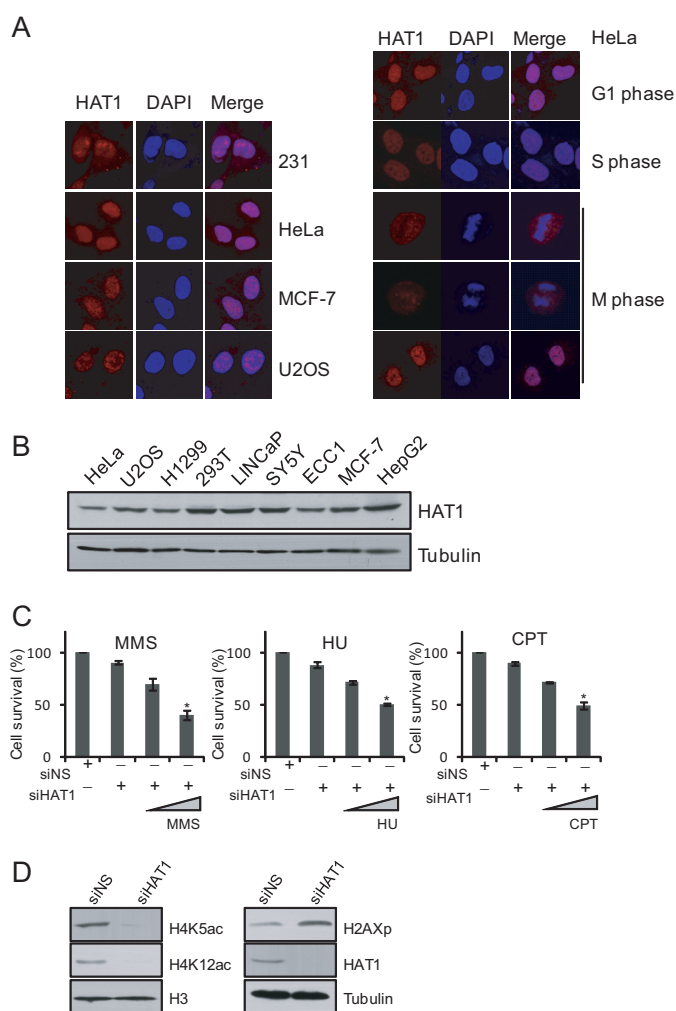 A
HAT1 DAPI Merge
231
HeLa
MCF-7
U2OS
HAT1 DAPI Merge HeLa
G1 phase
S phase
M phase
B
HeLa U2OS H1299 293T LINCaP SY5Y ECC1 MCF-7 HepG2
HAT1
Tubulin
C
MMS
Cell survival (%)
100
50
0
siNS + – – –
siHAT1 – + + +
MMS
*
HU
Cell survival (%)
100
50
0
+ – – –
– + + +
HU
*
CPT
Cell survival (%)
100
50
0
siNS + – – –
siHAT1 – + + +
CPT
*
D
siNS siHAT1
H4K5ac
H4K12ac
H3
siNS siHAT1
H2AXp
HAT1
Tubulin